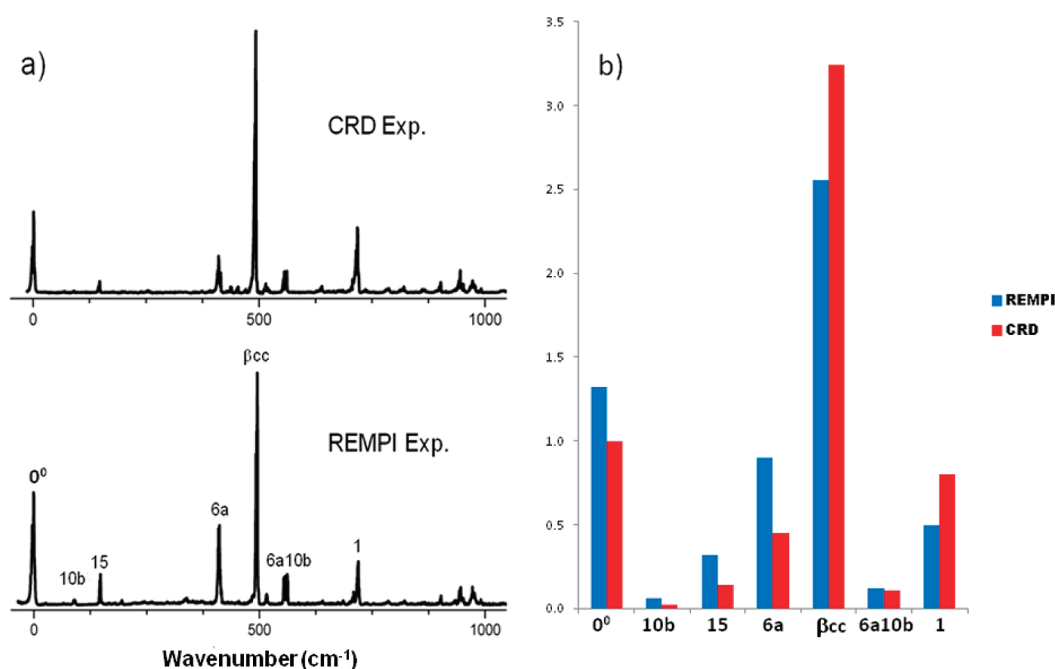 a)
CRD Exp.
0 500 1000
βcc
REMPI Exp.
0⁰
10b
15
6a
6a10b
1
0 500 1000
Wavenumber (cm⁻¹)
b)
3.5
3.0
2.5
2.0
1.5
1.0
0.5
0.0
0⁰ 10b 15 6a βcc 6a10b 1
REMPI
CRD